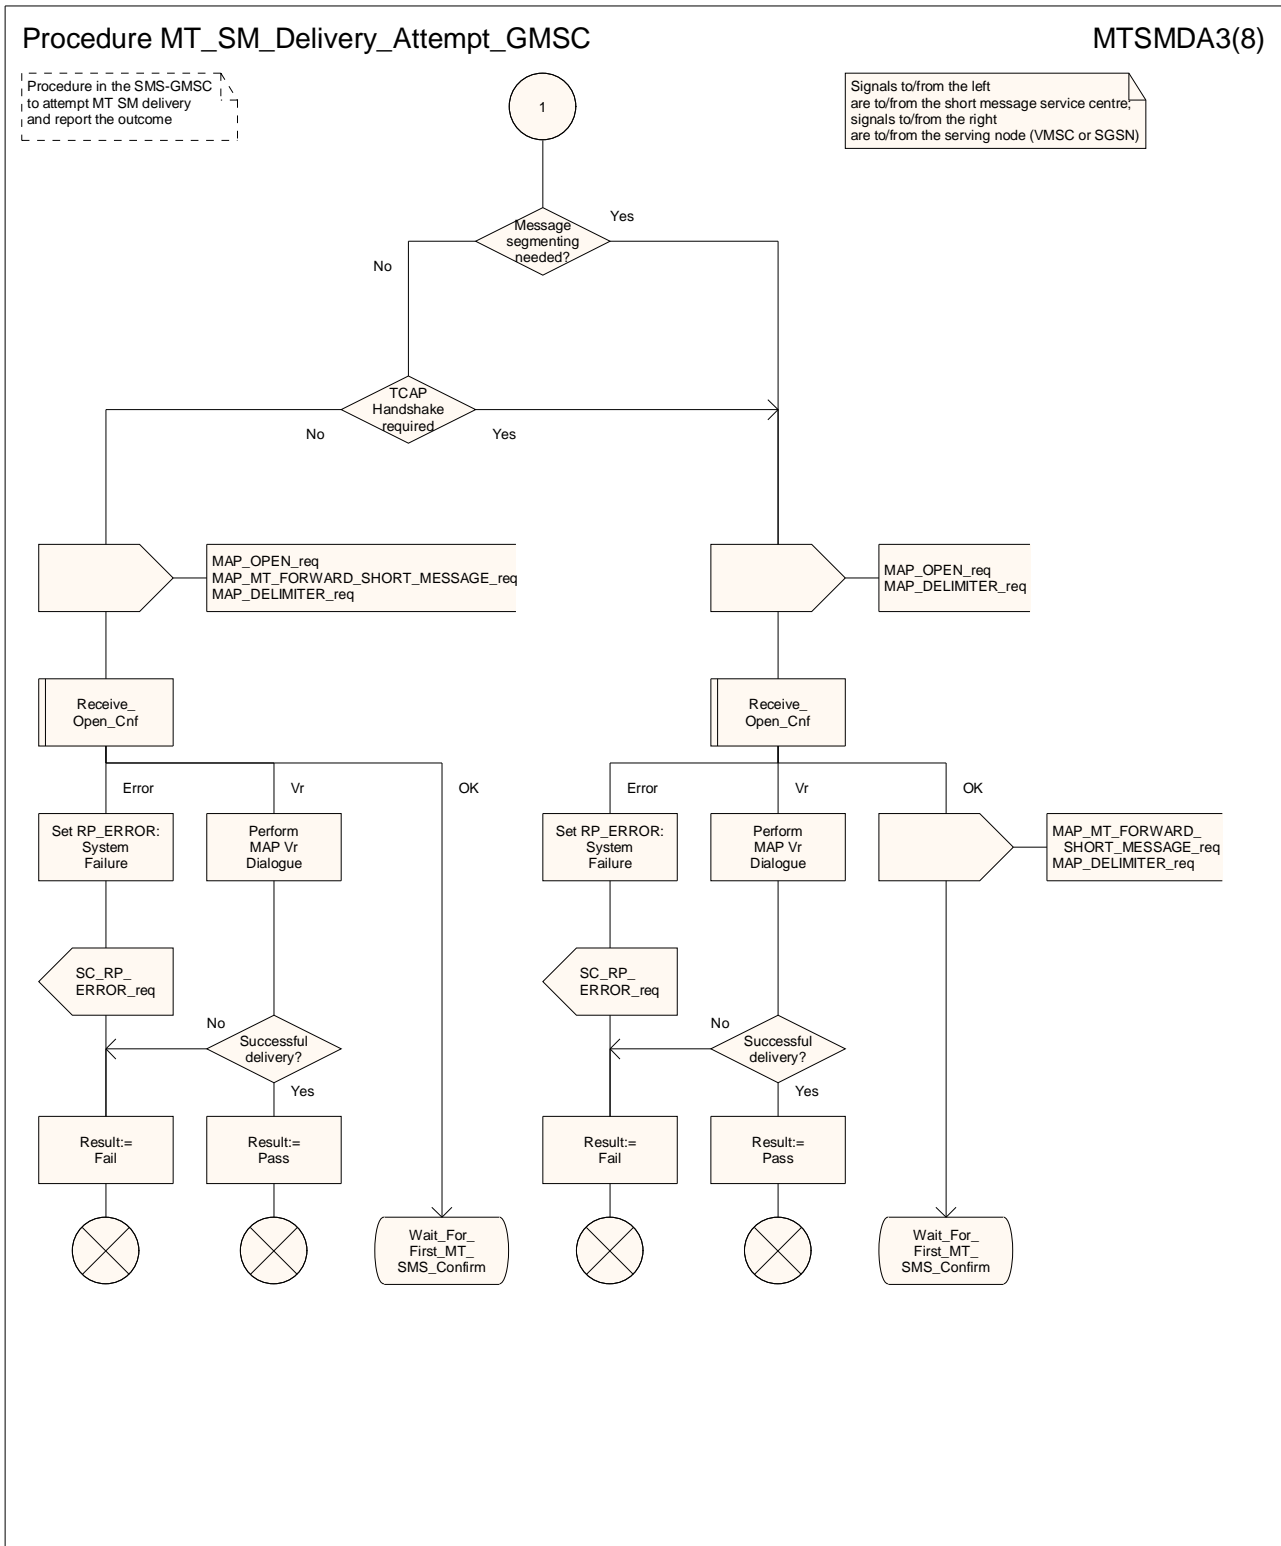 Procedure MT_SM_Delivery_Attempt_GMSC
MTSMDA3(8)
Procedure in the SMS-GMSC
to attempt MT SM delivery
and report the outcome
1
Signals to/from the left
are to/from the short message service centre;
signals to/from the right
are to/from the serving node (VMSC or SGSN)
Message
segmenting
needed?
Yes
No
TCAP
Handshake
required
No
Yes
MAP_OPEN_req
MAP_MT_FORWARD_SHORT_MESSAGE_req
MAP_DELIMITER_req
MAP_OPEN_req
MAP_DELIMITER_req
Receive_
Open_Cnf
Receive_
Open_Cnf
Error
Vr
OK
Error
Vr
OK
Set RP_ERROR:
System
Failure
Perform
MAP Vr
Dialogue
Set RP_ERROR:
System
Failure
Perform
MAP Vr
Dialogue
MAP_MT_FORWARD_
SHORT_MESSAGE_req
MAP_DELIMITER_req
SC_RP_
ERROR_req
SC_RP_
ERROR_req
No
Successful
delivery?
Yes
No
Successful
delivery?
Yes
Result:=
Fail
Result:=
Pass
Result:=
Fail
Result:=
Pass
Wait_For_
First_MT_
SMS_Confirm
Wait_For_
First_MT_
SMS_Confirm